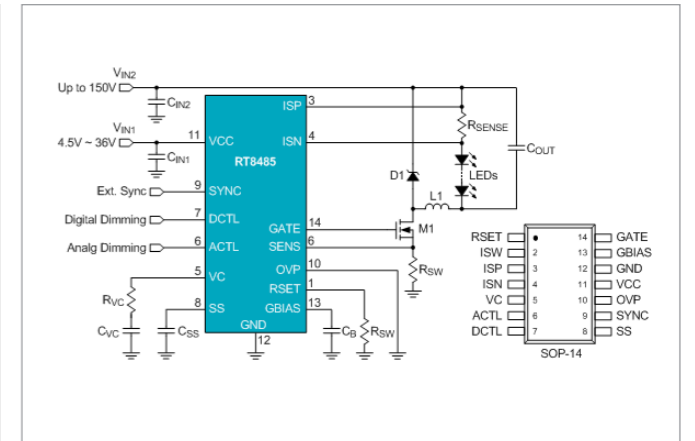 VIN2
Up to 150V
CIN2
VIN1
4.5V ~ 36V
CIN1
11 VCC
RT8485
ISP 3
ISN 4
RSENSE
COUT
D1
LEDs
L1
Ext. Sync 9 SYNC
Digital Dimming 7 DCTL
Analg Dimming 6 ACTL
GATE 14
M1
SENS 6
RSW
5 VC
OVP 10
RSET 1
RVC
8 SS
GBIAS 13
CVC
CSS
GND
12
CB
RSW
RSET 14 GATE
ISW 2 13 GBIAS
ISP 3 12 GND
ISN 4 11 VCC
VC 5 10 OVP
ACTL 6 9 SYNC
DCTL 7 8 SS
SOP-14